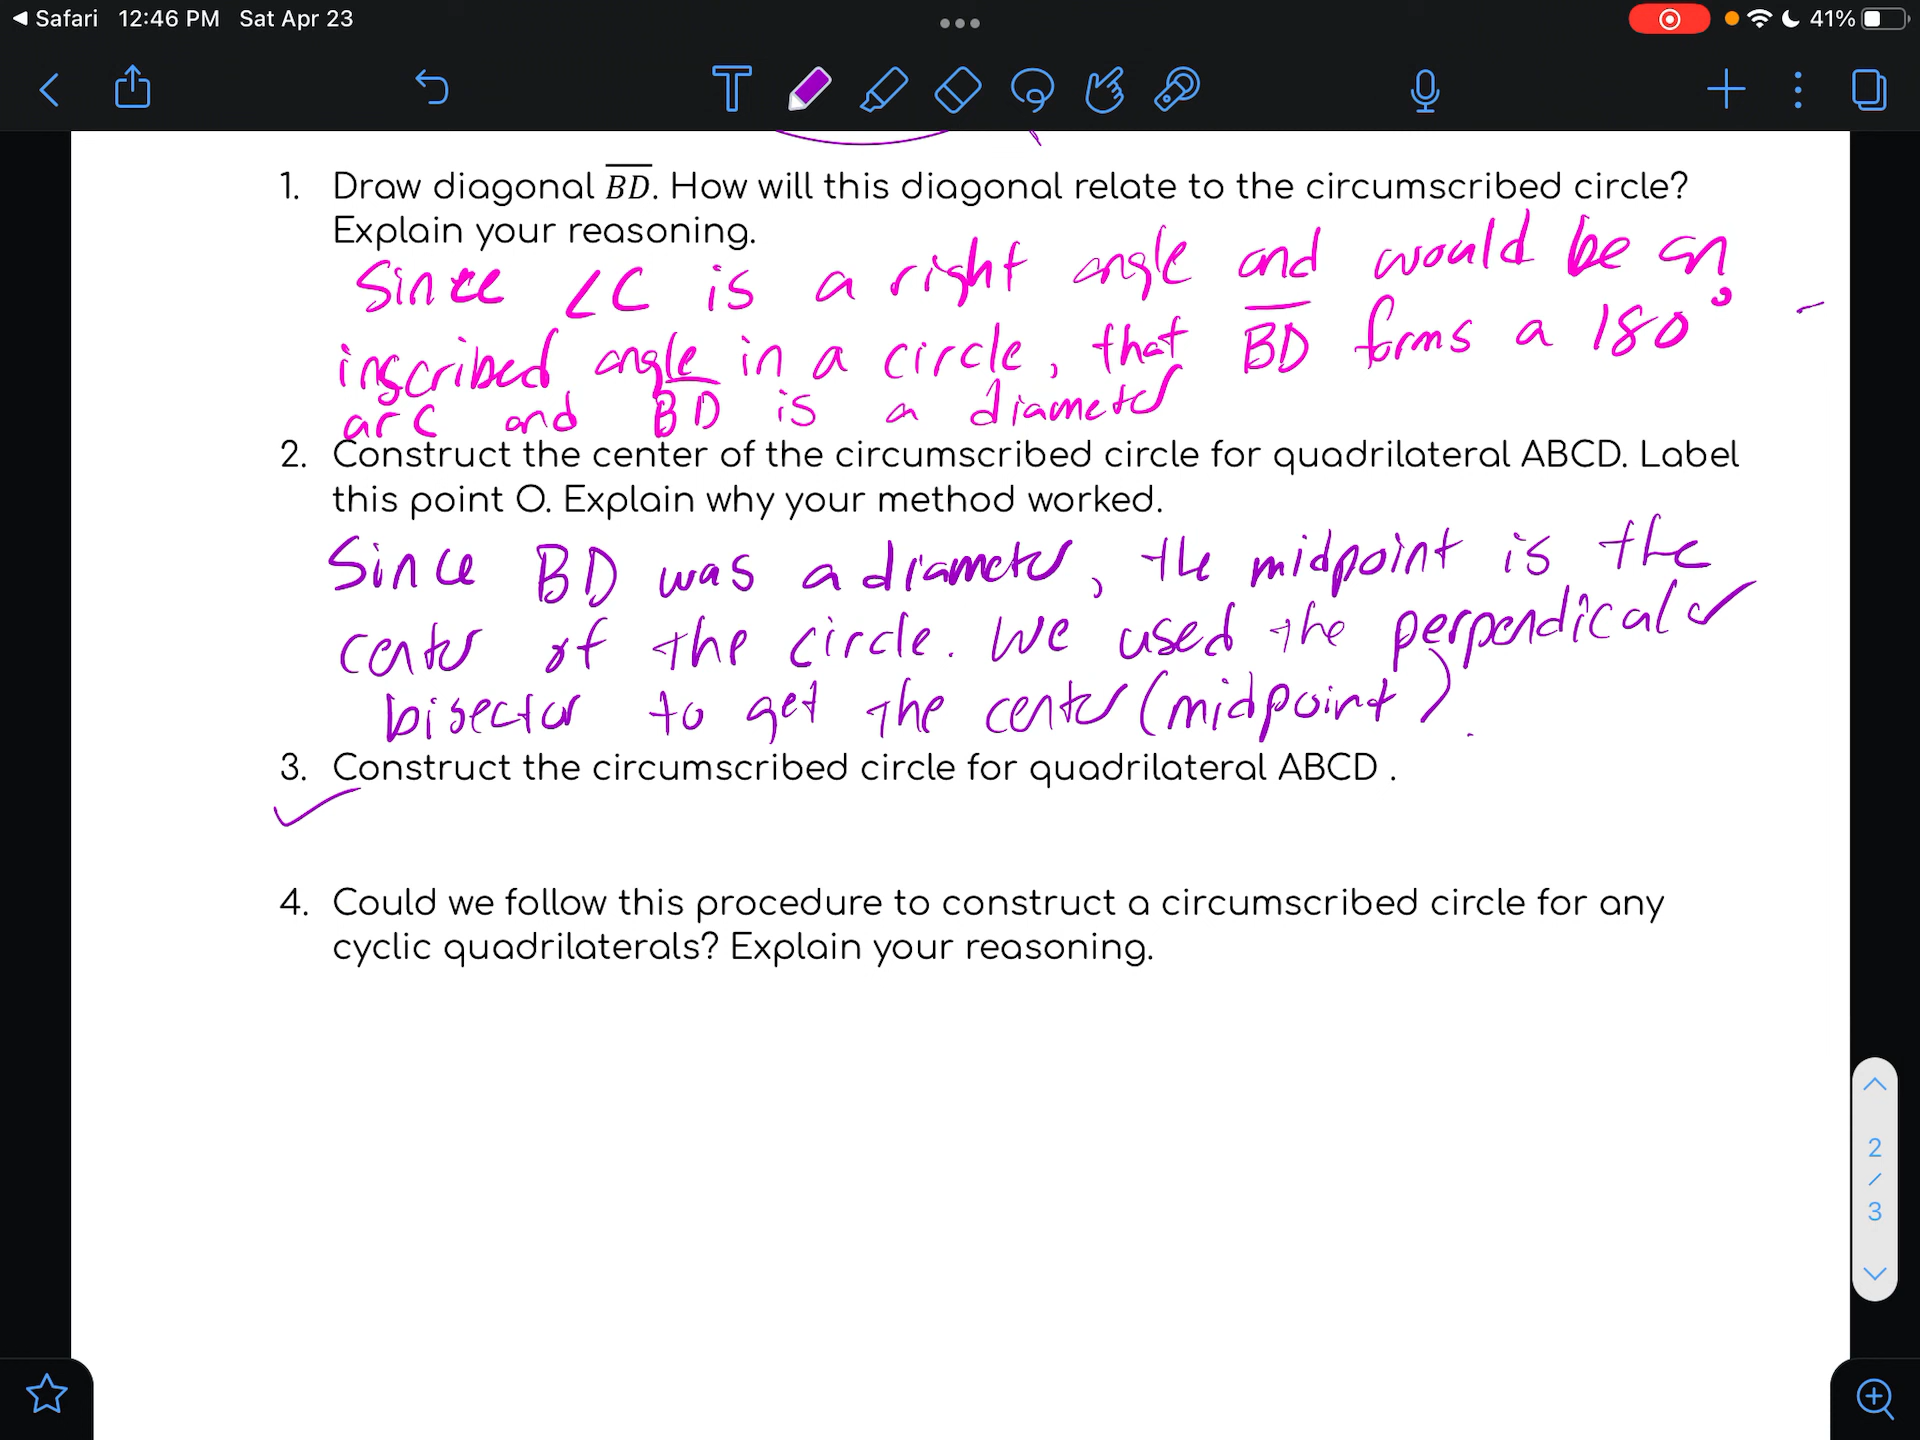 Safari 12:46 PM Sat Apr 23
41%
1. Draw diagonal BD. How will this diagonal relate to the circumscribed circle?
Explain your reasoning.
Since ∠C is a right angle and would be an
inscribed angle in a circle, that BD forms a 180°
arc and BD is a diameter
2. Construct the center of the circumscribed circle for quadrilateral ABCD. Label
this point O. Explain why your method worked.
Since BD was a diameter, the midpoint is the
center of the circle. We used the perpendicalar
bisector to get the center (midpoint).
3. Construct the circumscribed circle for quadrilateral ABCD .
4. Could we follow this procedure to construct a circumscribed circle for any
cyclic quadrilaterals? Explain your reasoning.
2
/
3